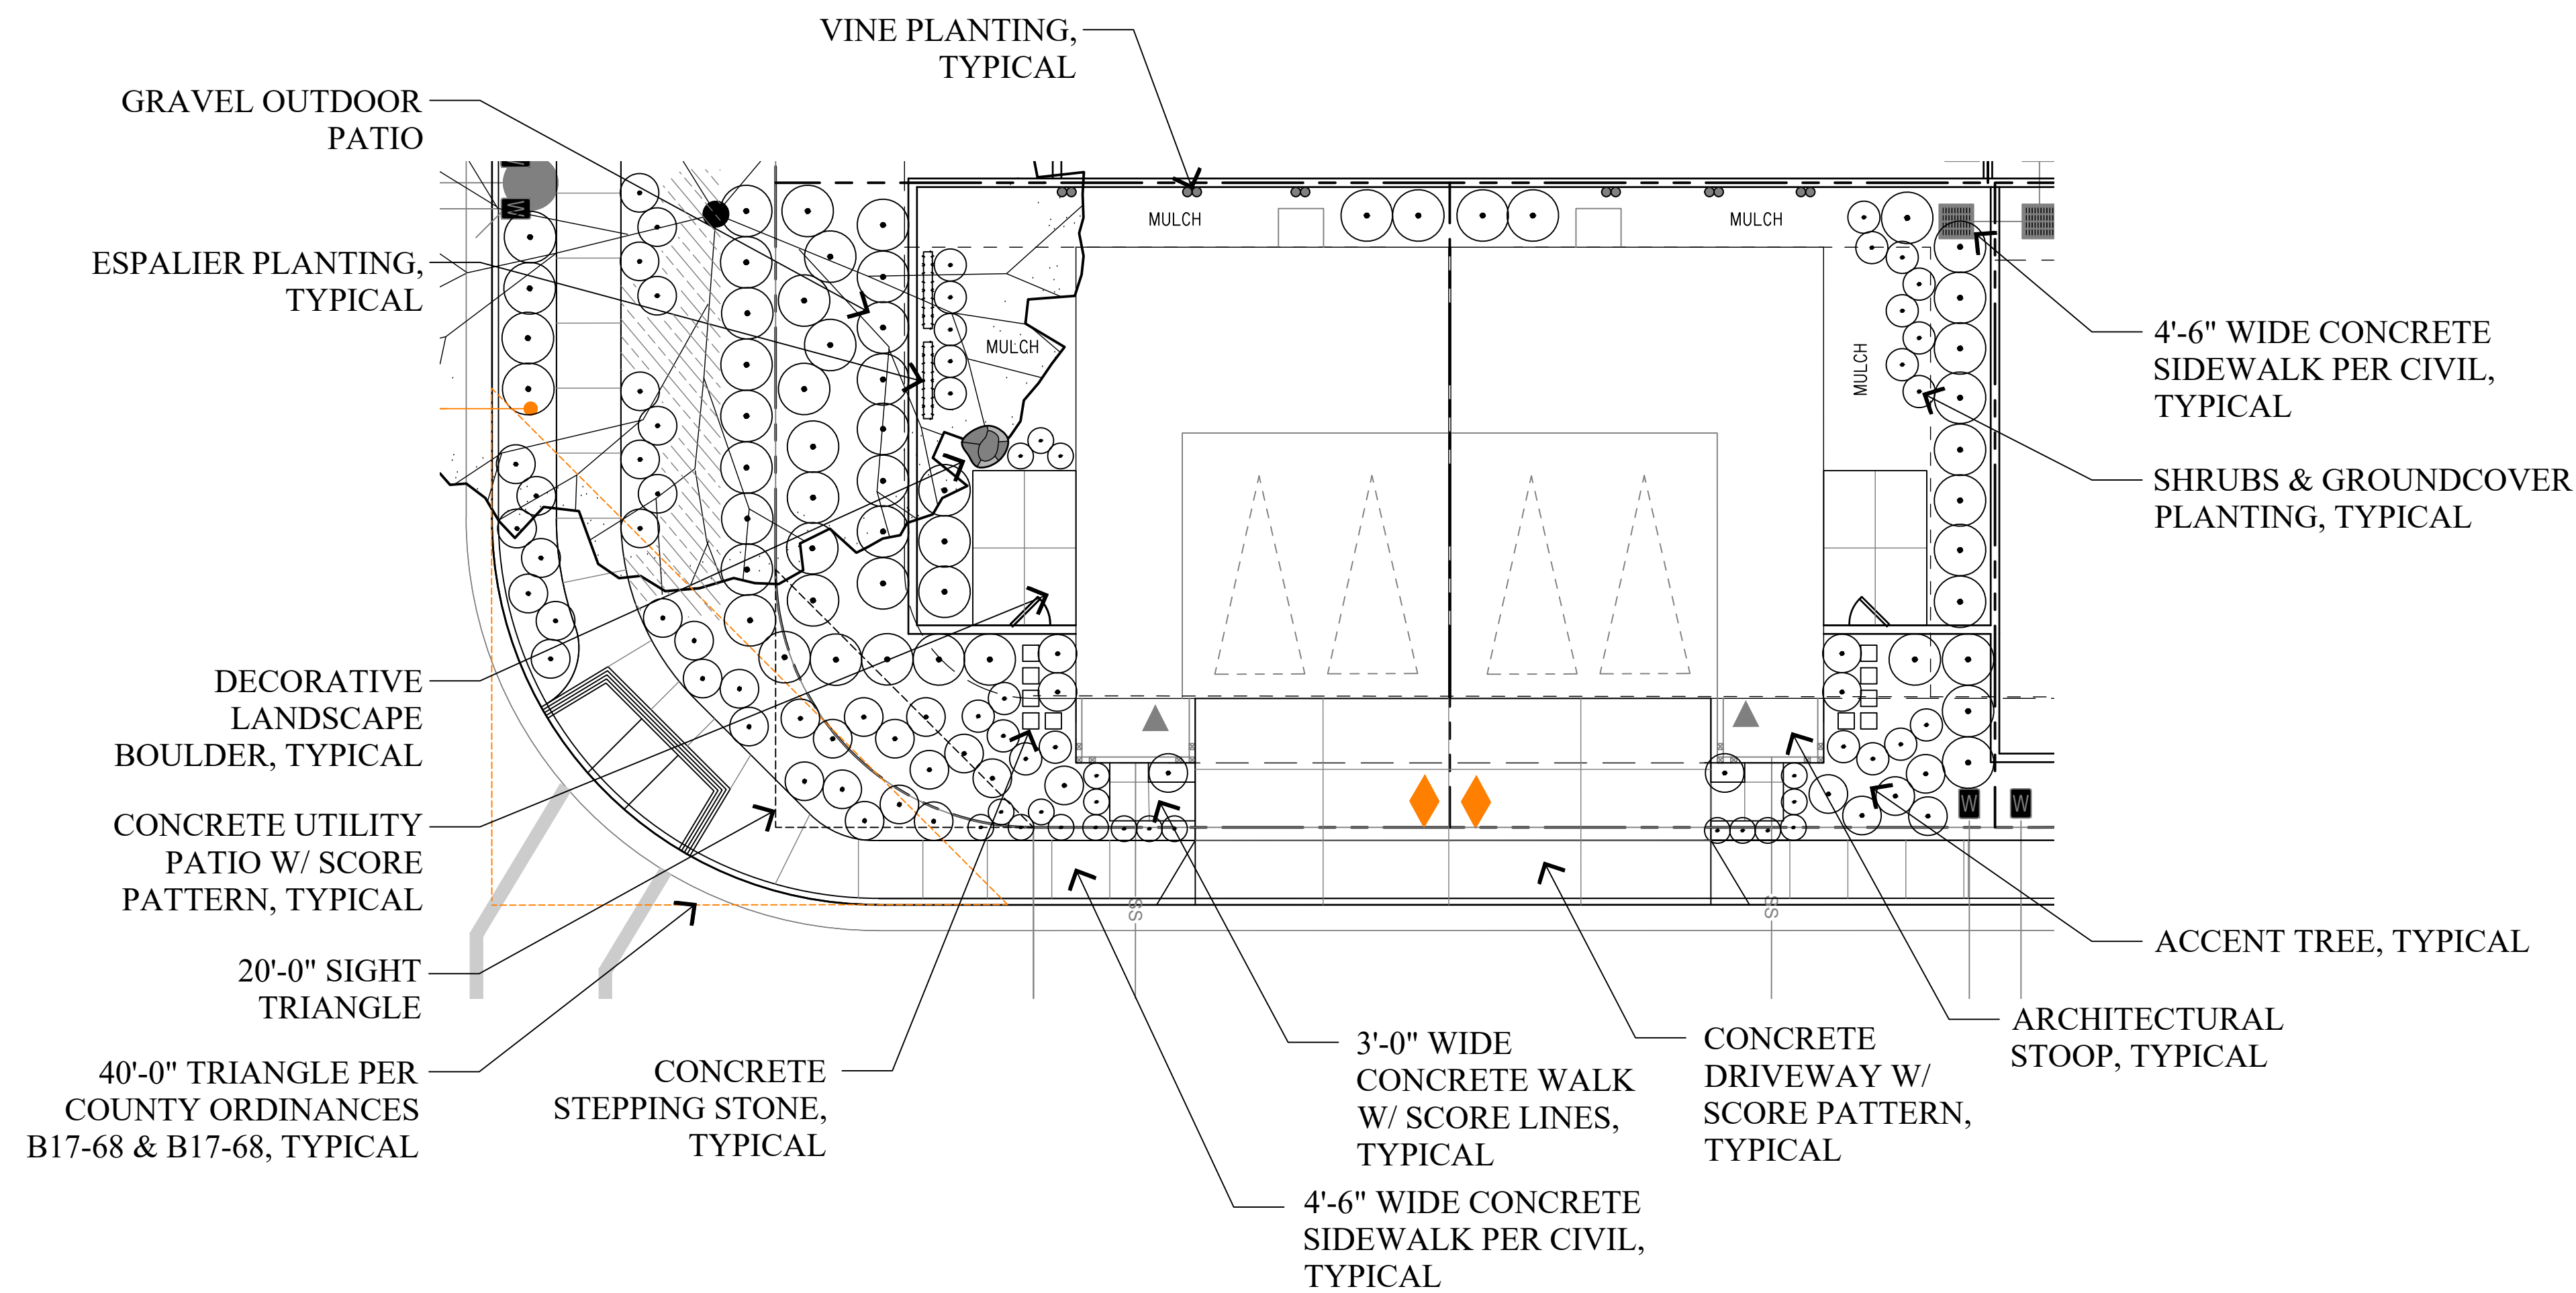 VINE PLANTING,
TYPICAL
GRAVEL OUTDOOR
PATIO
ESPALIER PLANTING,
TYPICAL
DECORATIVE
LANDSCAPE
BOULDER, TYPICAL
CONCRETE UTILITY
PATIO W/ SCORE
PATTERN, TYPICAL
20'-0" SIGHT
TRIANGLE
40'-0" TRIANGLE PER
COUNTY ORDINANCES
B17-68 & B17-68, TYPICAL
W
W
MULCH
MULCH
MULCH
MULCH
W
W
SS
SS
CONCRETE
STEPPING STONE,
TYPICAL
3'-0" WIDE
CONCRETE WALK
W/ SCORE LINES,
TYPICAL
4'-6" WIDE CONCRETE
SIDEWALK PER CIVIL,
TYPICAL
CONCRETE
DRIVEWAY W/
SCORE PATTERN,
TYPICAL
4'-6" WIDE CONCRETE
SIDEWALK PER CIVIL,
TYPICAL
SHRUBS & GROUNDCOVER
PLANTING, TYPICAL
ACCENT TREE, TYPICAL
ARCHITECTURAL
STOOP, TYPICAL